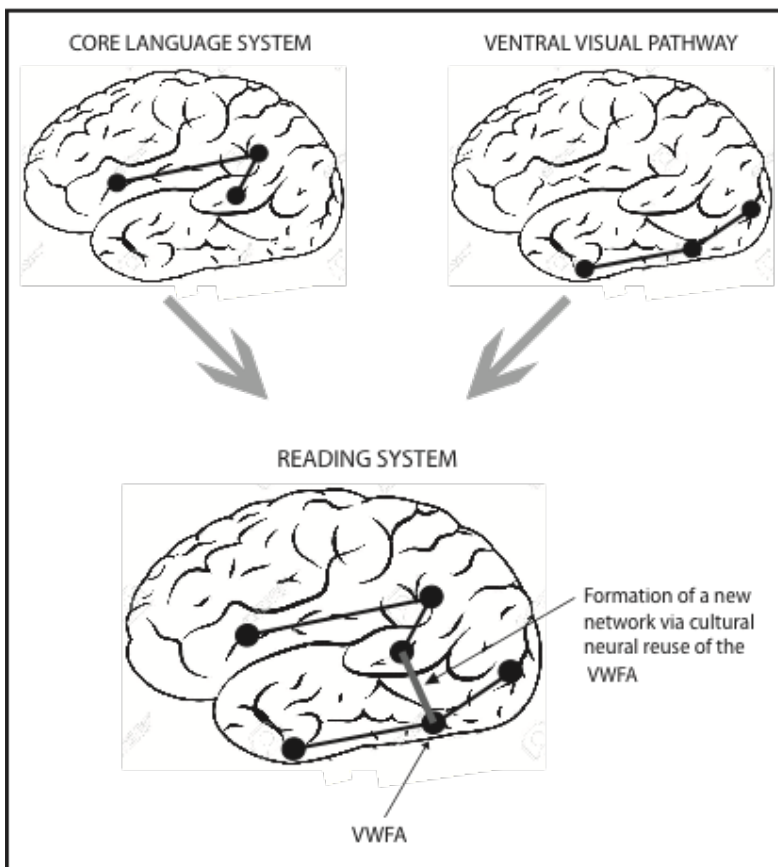 CORE LANGUAGE SYSTEM
VENTRAL VISUAL PATHWAY
READING SYSTEM
Formation of a new
network via cultural
neural reuse of the
VWFA
VWFA